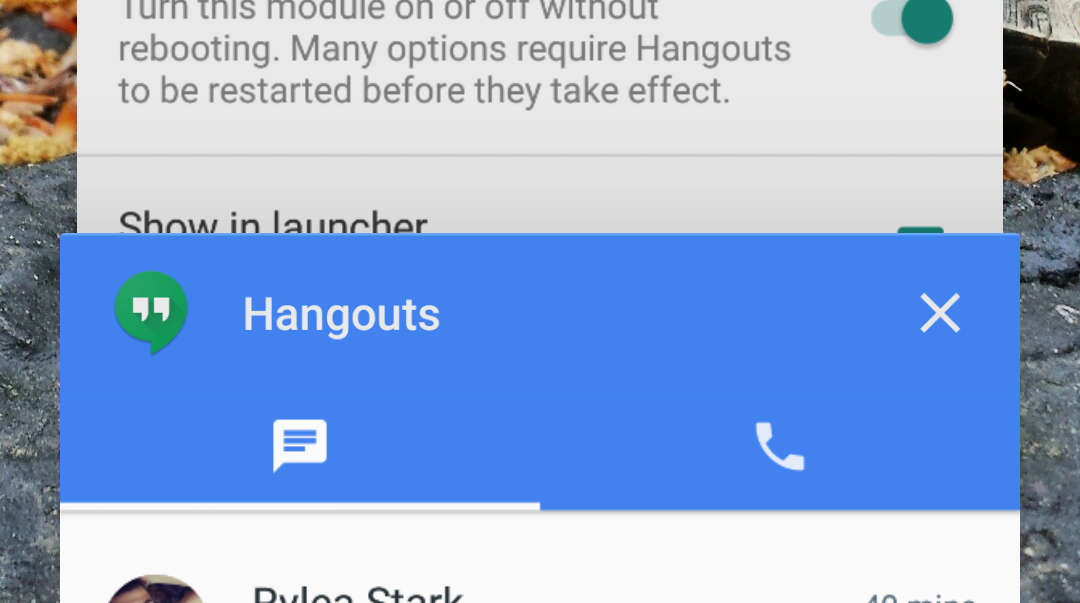 Turn this module on or off without
rebooting. Many options require Hangouts
to be restarted before they take effect.
Show in launcher
Hangouts
Rylea Stark
40 mins